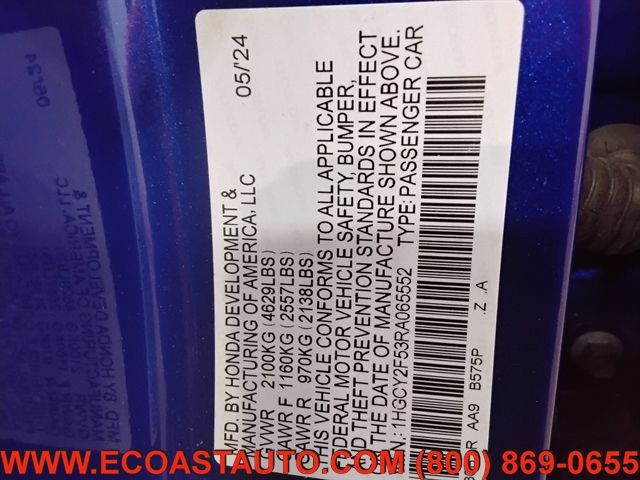 MFD. BY HONDA DEVELOPMENT & 05/'24
MANUFACTURING OF AMERICA, LLC
GVWR 2100KG (4629LBS)
GAWR F 1160KG (2557LBS)
GAWR R 970KG (2138LBS)
THIS VEHICLE CONFORMS TO ALL APPLICABLE
FEDERAL MOTOR VEHICLE SAFETY, BUMPER,
AND THEFT PREVENTION STANDARDS IN EFFECT
THE DATE OF MANUFACTURE SHOWN ABOVE.
1HGCY2F53RA065552 TYPE: PASSENGER CAR
AA9 B575P .Z .A
WWW.ECOASTAUTO.COM (800) 869-0655